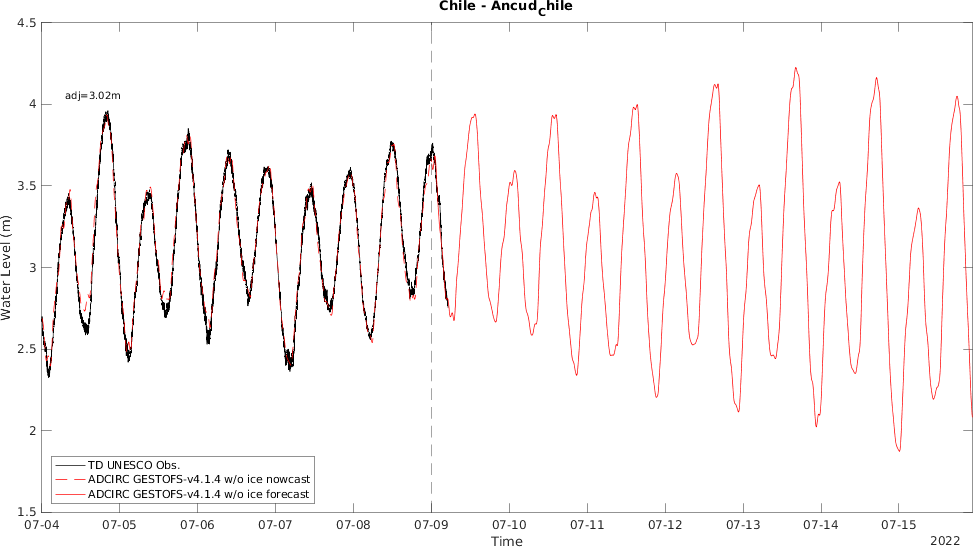 Chile - Ancud_Chile
adj=3.02m
4.5
4
3.5
3
2.5
2
1.5
Water Level (m)
TD UNESCO Obs.
ADCIRC GESTOFS-v4.1.4 w/o ice nowcast
ADCIRC GESTOFS-v4.1.4 w/o ice forecast
07-04 07-05 07-06 07-07 07-08 07-09 07-10 07-11 07-12 07-13 07-14 07-15
Time
2022